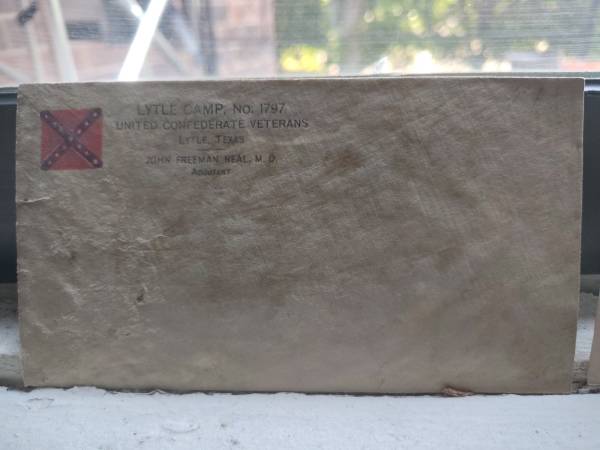 LYTLE CAMP, NO. 1797,
UNITED CONFEDERATE VETERANS
LYTLE, TEXAS
JOHN FREEMAN NEAL, M. D.
ADJUTANT